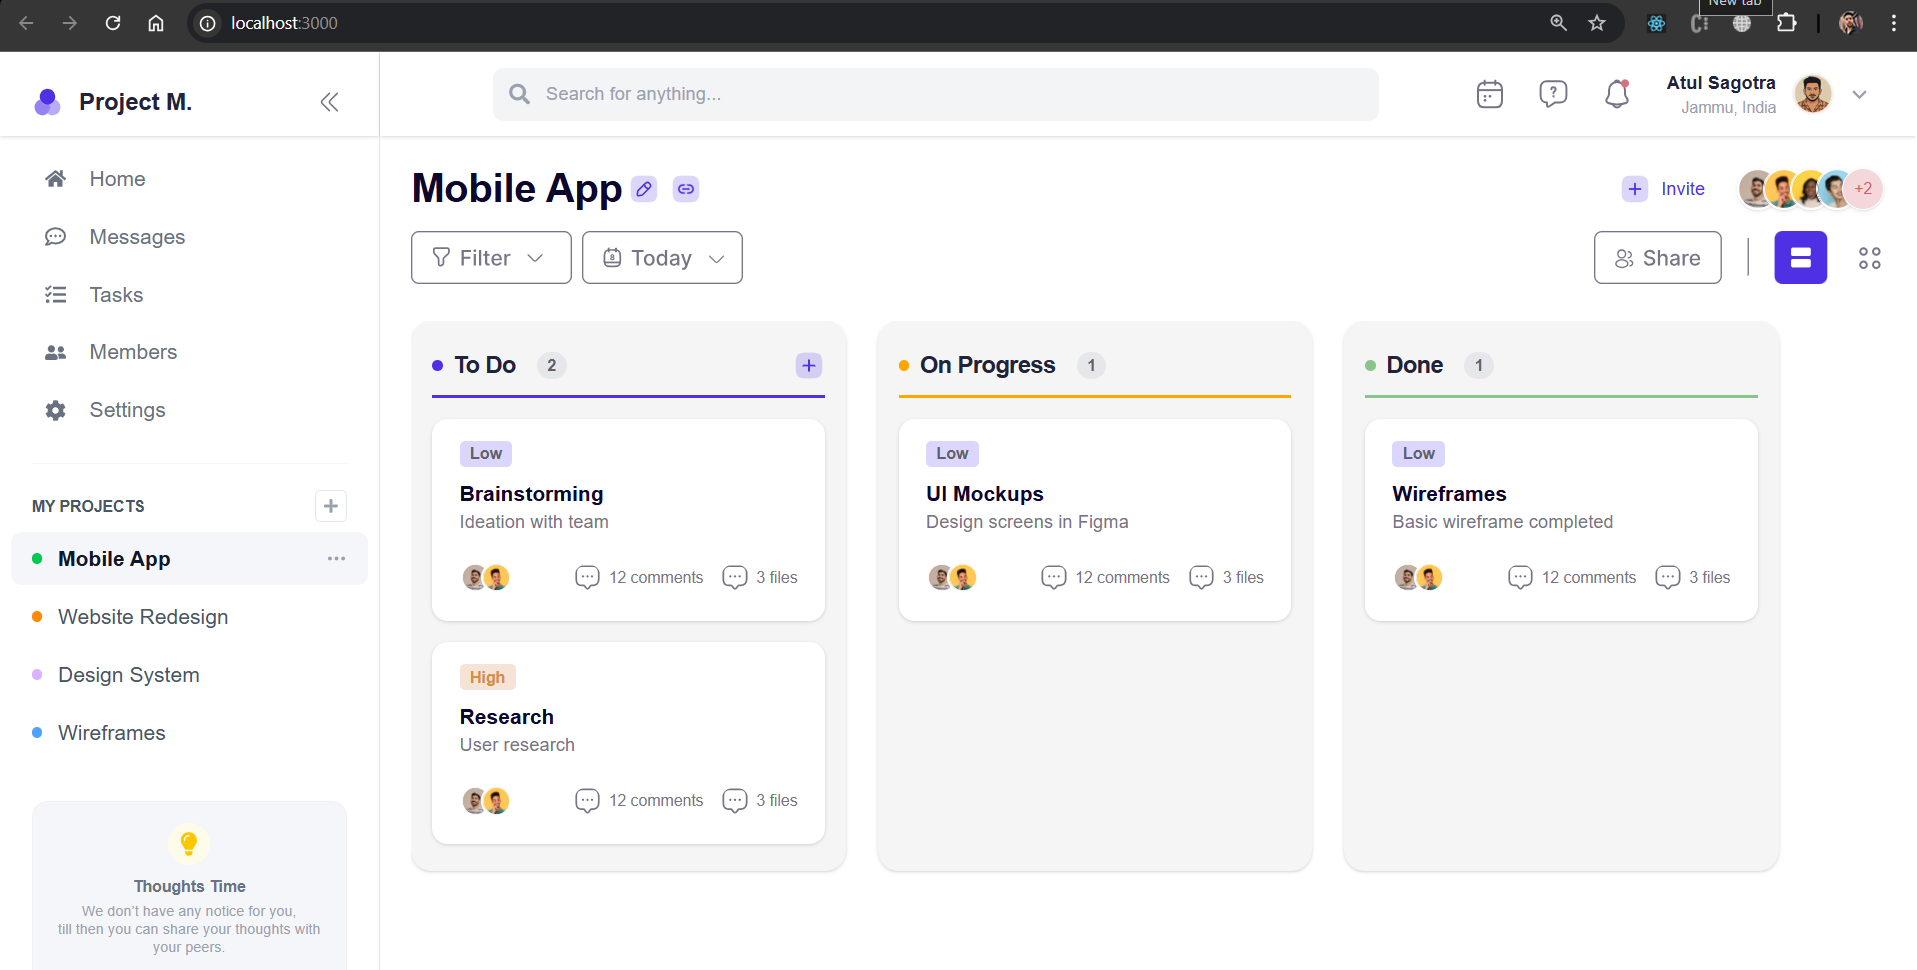 New tab
localhost:3000
Project M.
Search for anything...
Atul Sagotra
Jammu, India
Home
Messages
Tasks
Members
Settings
MY PROJECTS
Mobile App
Website Redesign
Design System
Wireframes
Thoughts Time
We don't have any notice for you,
till then you can share your thoughts with
your peers.
Mobile App
Invite
+2
Filter
8
Today
Share
To Do 2
Low
Brainstorming
Ideation with team
12 comments 3 files
High
Research
User research
12 comments 3 files
On Progress 1
Low
UI Mockups
Design screens in Figma
12 comments 3 files
Done 1
Low
Wireframes
Basic wireframe completed
12 comments 3 files